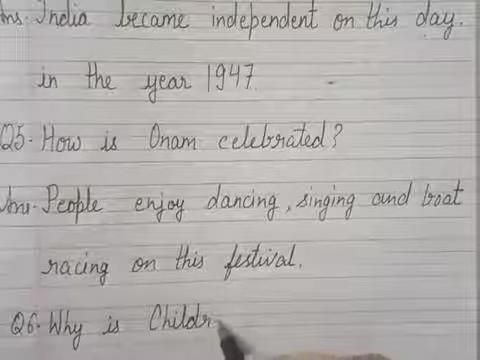 Ans. India became independent on this day.
in the year 1947.
Q5. How is Onam celebrated?
Ans. People enjoy dancing, singing and boat
racing on this festival.
Q6. Why is Childr